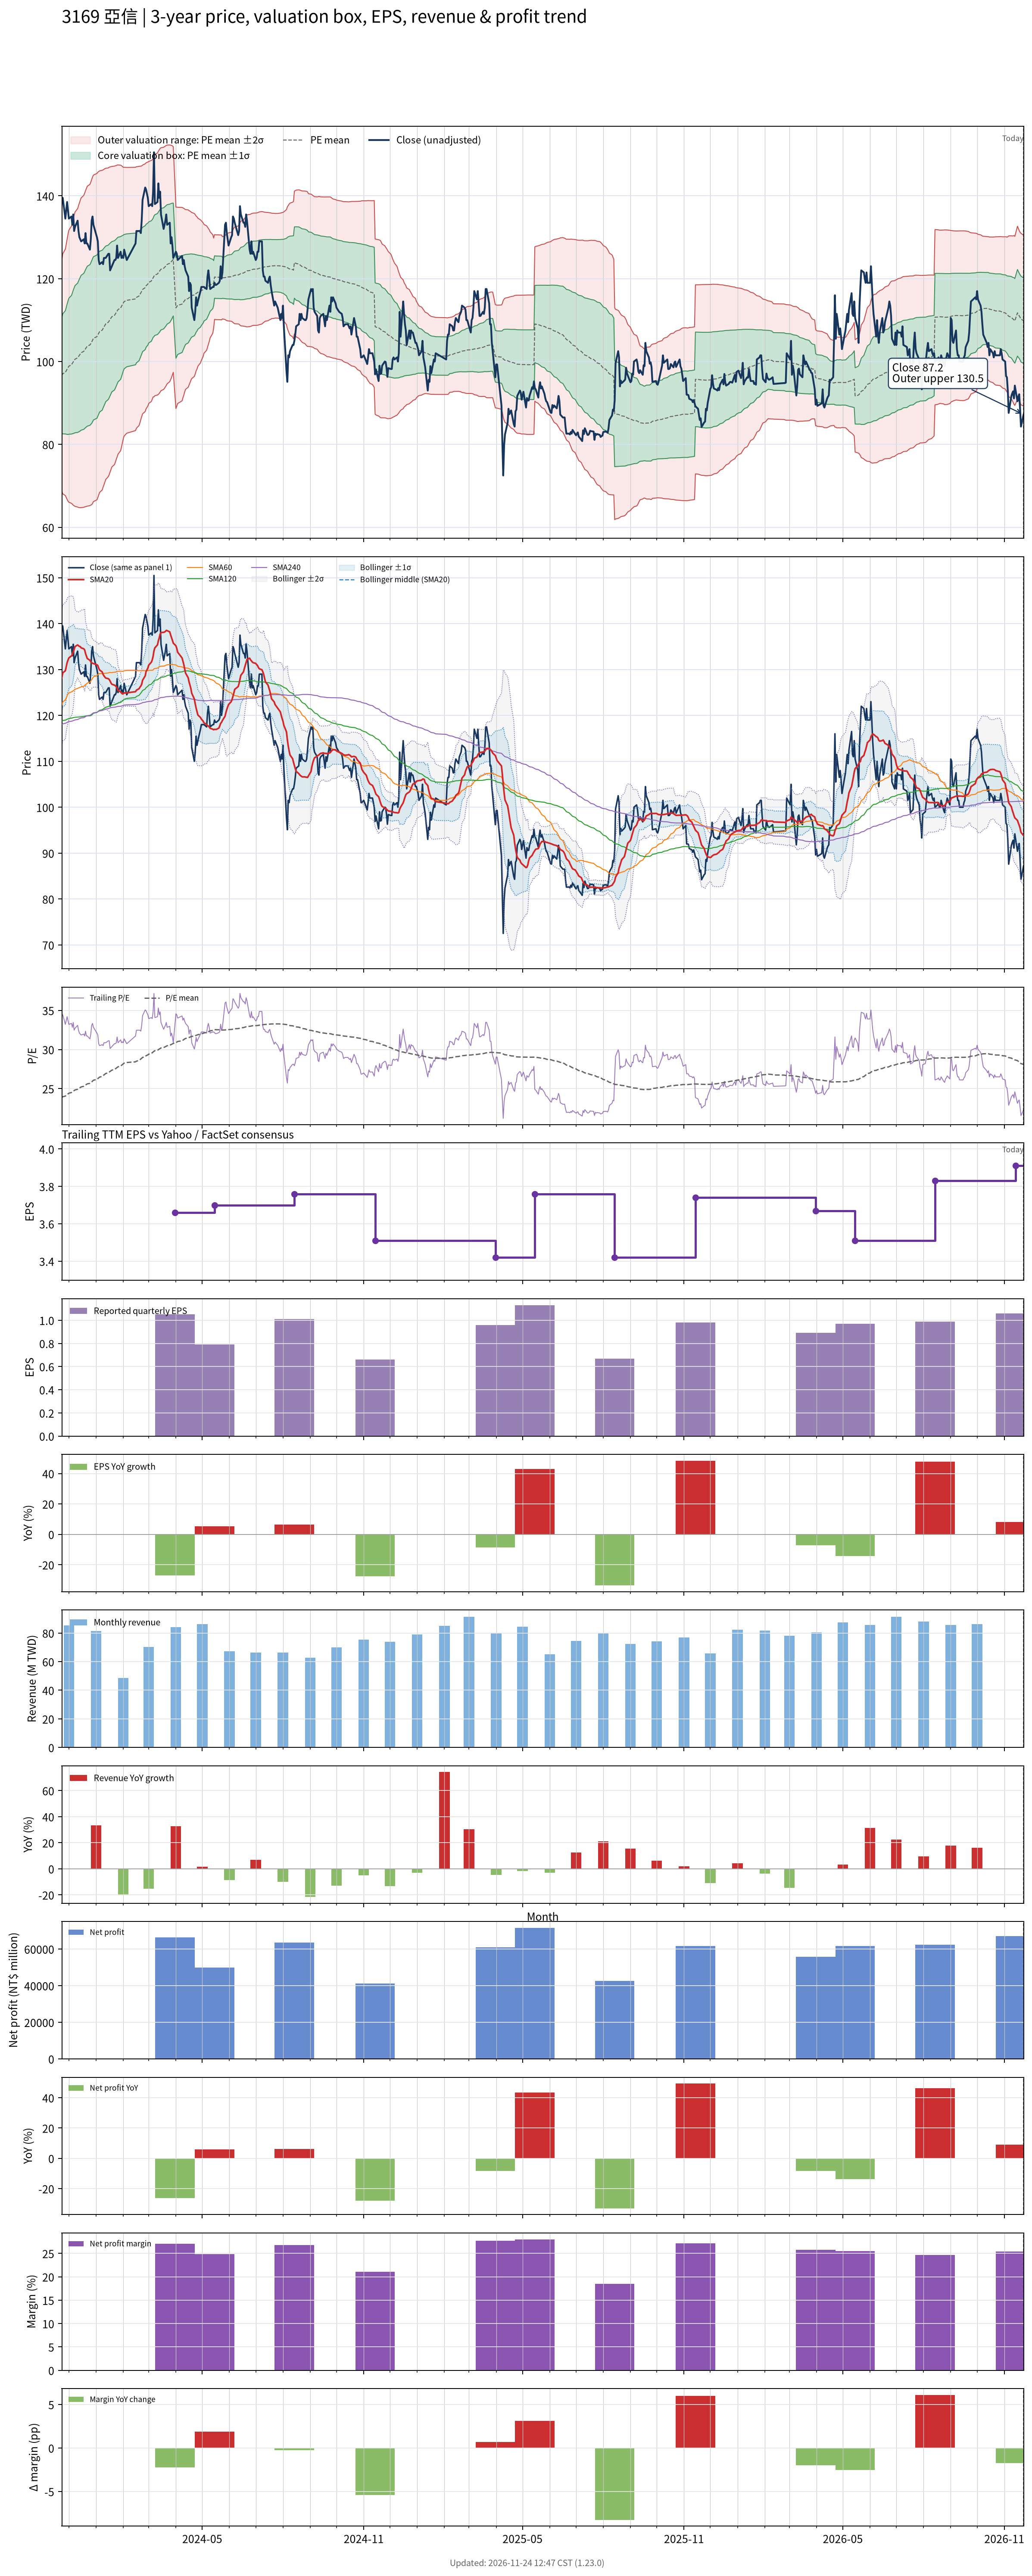 3169 亞信 | 3-year price, valuation box, EPS, revenue & profit trend
Outer valuation range: PE mean ±2σ
PE mean
Close (unadjusted)
Core valuation box: PE mean ±1σ
Today
Price (TWD)
140
120
100
80
60
Close 87.2
Outer upper 130.5
Close (same as panel 1)
SMA60
SMA240
Bollinger ±1σ
SMA20
SMA120
Bollinger ±2σ
Bollinger middle (SMA20)
Price
150
140
130
120
110
100
90
80
70
Trailing P/E
P/E mean
P/E
35
30
25
Trailing TTM EPS vs Yahoo / FactSet consensus
Today
EPS
4.0
3.8
3.6
3.4
Reported quarterly EPS
EPS
1.0
0.8
0.6
0.4
0.2
0.0
EPS YoY growth
YoY (%)
40
20
0
-20
Monthly revenue
Revenue (M TWD)
80
60
40
20
0
Revenue YoY growth
YoY (%)
60
40
20
0
-20
Month
Net profit
Net profit (NT$ million)
60000
40000
20000
0
Net profit YoY
YoY (%)
40
20
0
-20
Net profit margin
Margin (%)
25
20
15
10
5
0
Margin YoY change
Δ margin (pp)
5
0
-5
2024-05
2024-11
2025-05
2025-11
2026-05
2026-11
Updated: 2026-11-24 12:47 CST (1.23.0)